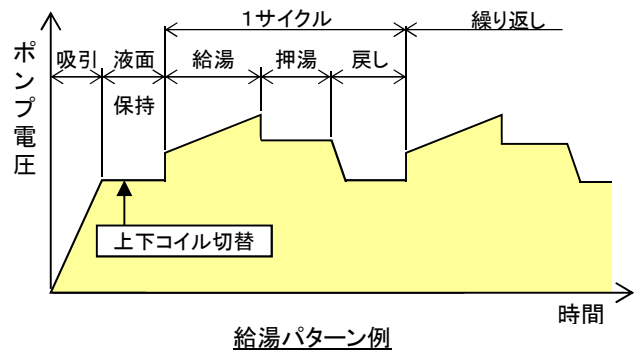 1サイクル
繰り返し
ポンプ電圧
吸引
液面
保持
給湯
押湯
戻し
上下コイル切替
時間
給湯パターン例